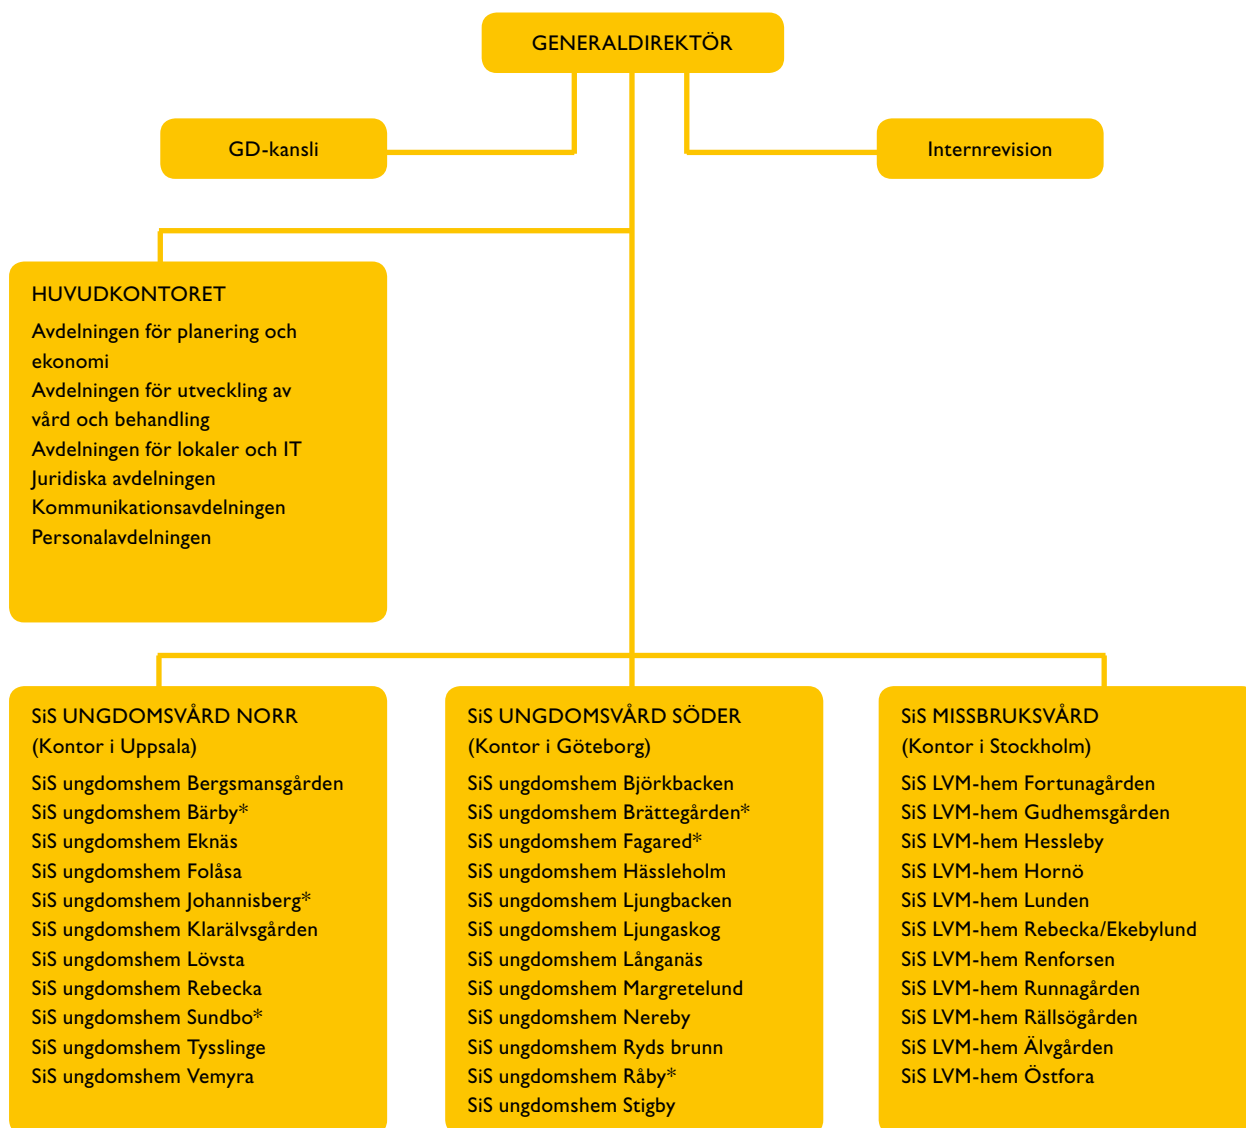 GENERALDIREKTÖR
GD-kansli
Internrevision
HUVUDKONTORET
Avdelningen för planering och
ekonomi
Avdelningen för utveckling av
vård och behandling
Avdelningen för lokaler och IT
Juridiska avdelningen
Kommunikationsavdelningen
Personalavdelningen
SiS UNGDOMSVÅRD NORR
(Kontor i Uppsala)
SiS ungdomshem Bergsmansgården
SiS ungdomshem Bärby*
SiS ungdomshem Eknäs
SiS ungdomshem Folåsa
SiS ungdomshem Johannisberg*
SiS ungdomshem Klarälvsgården
SiS ungdomshem Lövsta
SiS ungdomshem Rebecka
SiS ungdomshem Sundbo*
SiS ungdomshem Tysslinge
SiS ungdomshem Vemyra
SiS UNGDOMSVÅRD SÖDER
(Kontor i Göteborg)
SiS ungdomshem Björkbacken
SiS ungdomshem Brättegården*
SiS ungdomshem Fagared*
SiS ungdomshem Hässleholm
SiS ungdomshem Ljungbacken
SiS ungdomshem Ljungaskog
SiS ungdomshem Långanäs
SiS ungdomshem Margretelund
SiS ungdomshem Nereby
SiS ungdomshem Ryds brunn
SiS ungdomshem Råby*
SiS ungdomshem Stigby
SiS MISSBRUKSVÅRD
(Kontor i Stockholm)
SiS LVM-hem Fortunagården
SiS LVM-hem Gudhemsgården
SiS LVM-hem Hessleby
SiS LVM-hem Hornö
SiS LVM-hem Lunden
SiS LVM-hem Rebecka/Ekebylund
SiS LVM-hem Renforsen
SiS LVM-hem Runnagården
SiS LVM-hem Rällsögården
SiS LVM-hem Älvgården
SiS LVM-hem Östfora